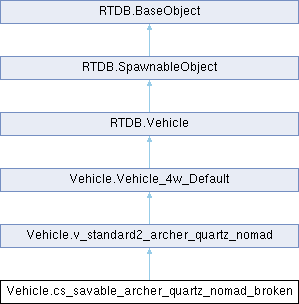 RTDB.BaseObject
RTDB.SpawnableObject
RTDB.Vehicle
Vehicle.Vehicle_4w_Default
Vehicle.v_standard2_archer_quartz_nomad
Vehicle.cs_savable_archer_quartz_nomad_broken